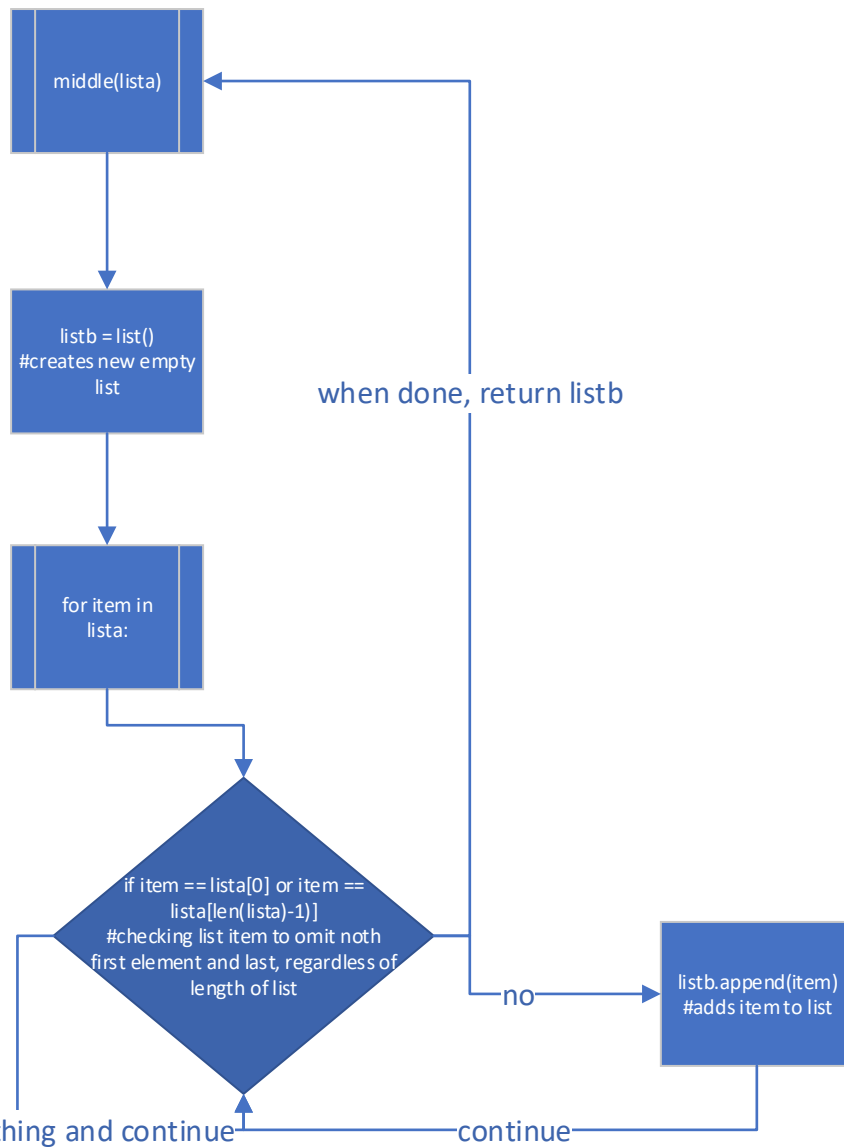 middle(lista)
listb = list()
#creates new empty
list
when done, return listb
for item in
lista:
if item == lista[0] or item ==
lista[len(lista)-1)]
#checking list item to omit noth
first element and last, regardless of
length of list
listb.append(item)
#adds item to list
no
and continue
continue